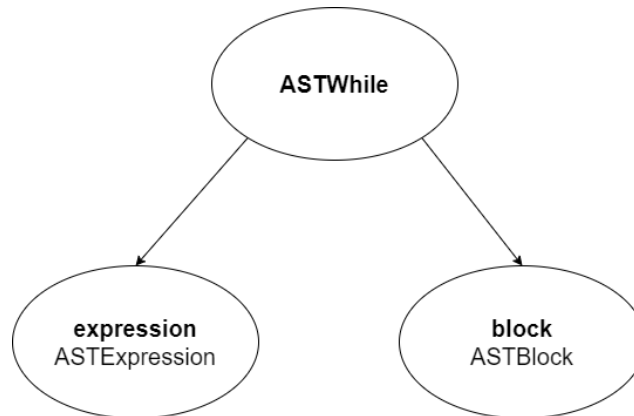 ASTWhile
expression
ASTExpression
block
ASTBlock